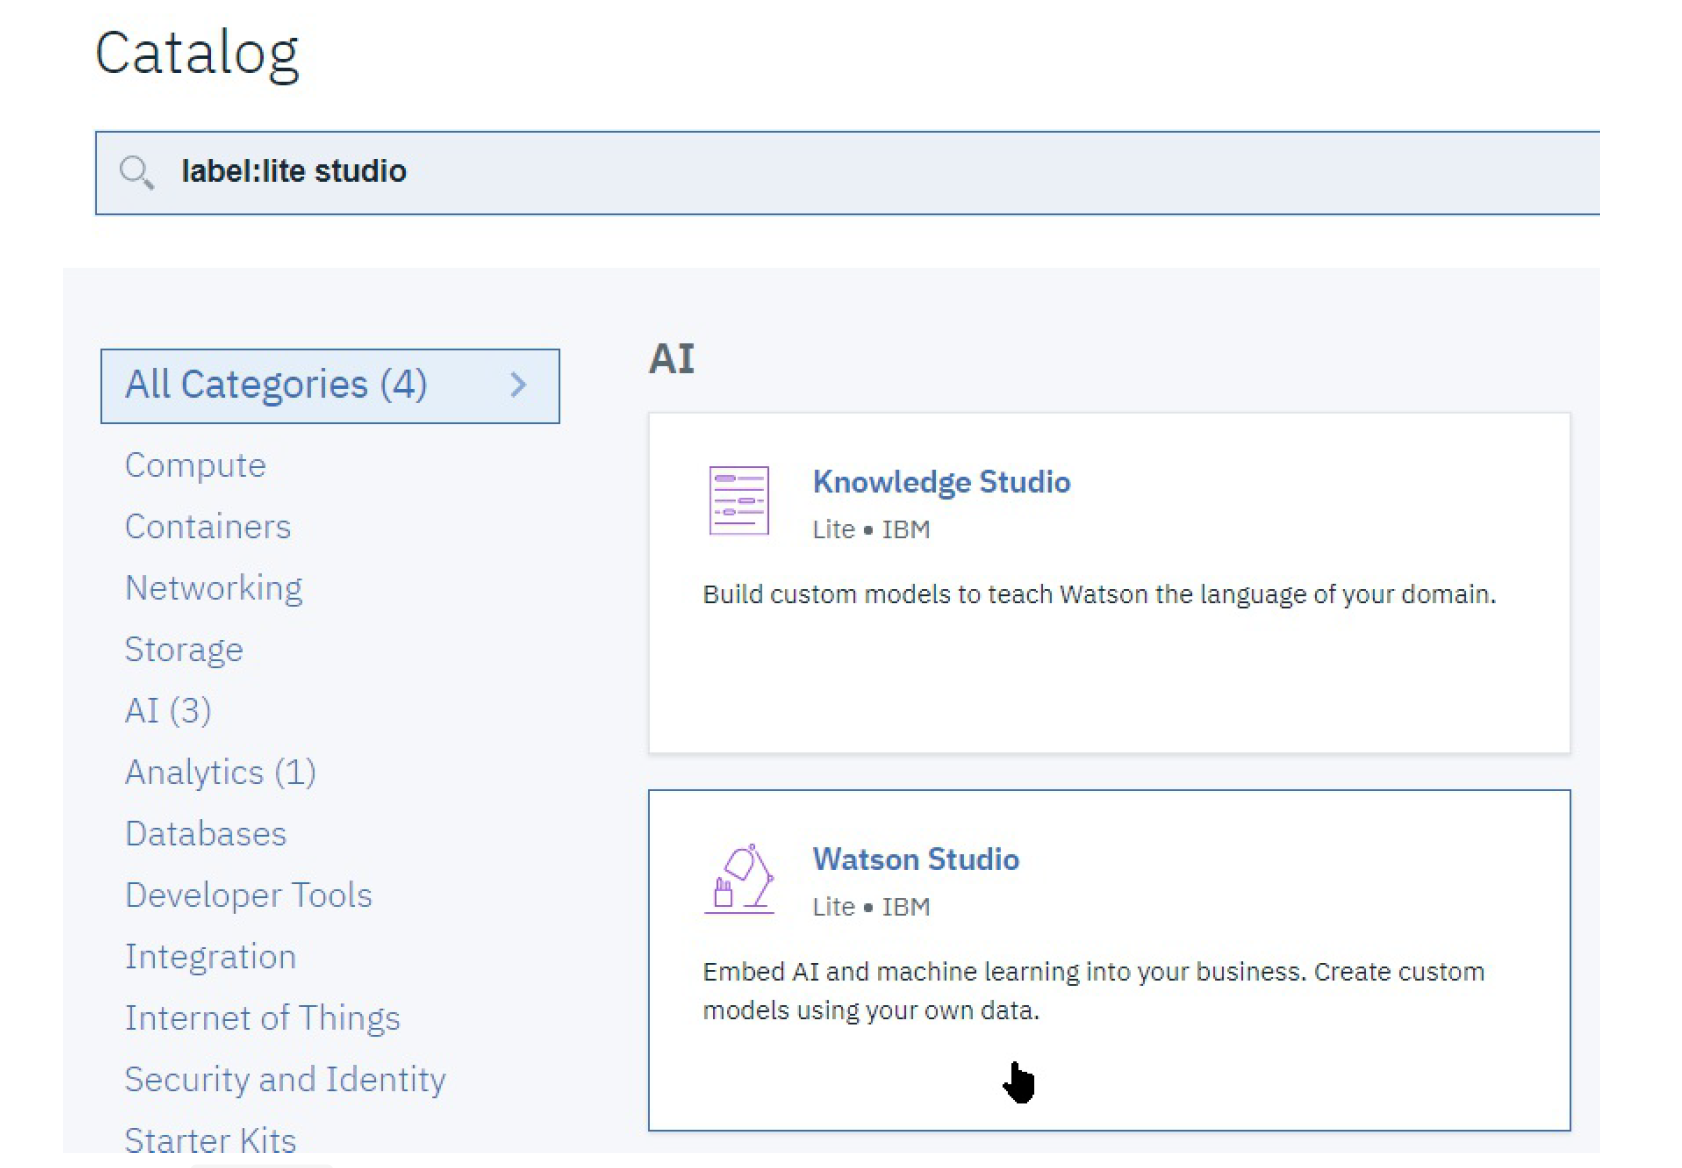 Catalog
label:lite studio
All Categories (4)
Compute
Containers
Networking
Storage
AI (3)
Analytics (1)
Databases
Developer Tools
Integration
Internet of Things
Security and Identity
Starter Kits
AI
Knowledge Studio
Lite • IBM
Build custom models to teach Watson the language of your domain.
Watson Studio
Lite • IBM
Embed AI and machine learning into your business. Create custom
models using your own data.